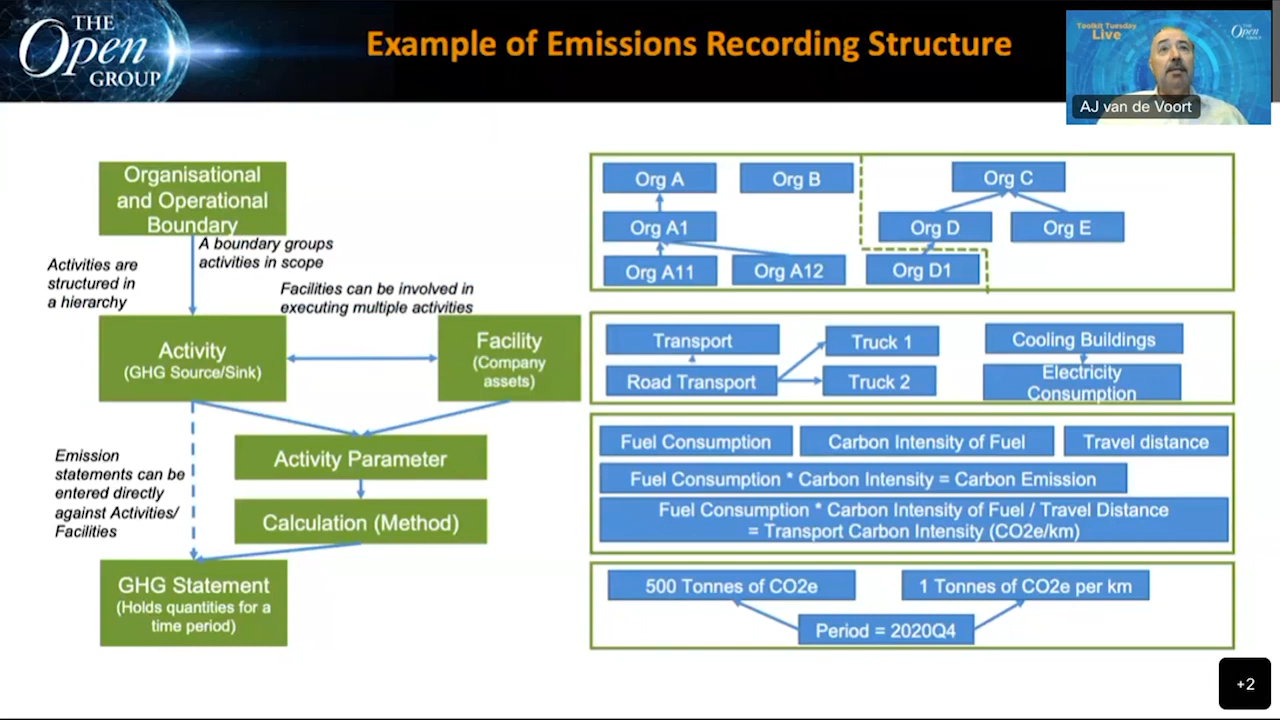 THE
Open
GROUP
Example of Emissions Recording Structure
Toolkit Tuesday
Live
THE
Open
GROUP
AJ van de Voort
Organisational
and Operational
Boundary
A boundary groups
activities in scope
Activities are
structured in
a hierarchy
Facilities can be involved in
executing multiple activities
Activity
(GHG Source/Sink)
Facility
(Company
assets)
Activity Parameter
Emission
statements can be
entered directly
against Activities/
Facilities
Calculation (Method)
GHG Statement
(Holds quantities for a
time period)
Org A
Org B
Org C
Org A1
Org D
Org E
Org A11
Org A12
Org D1
Transport
Truck 1
Cooling Buildings
Road Transport
Truck 2
Electricity
Consumption
Fuel Consumption
Carbon Intensity of Fuel
Travel distance
Fuel Consumption * Carbon Intensity = Carbon Emission
Fuel Consumption * Carbon Intensity of Fuel / Travel Distance
= Transport Carbon Intensity (CO2e/km)
500 Tonnes of CO2e
1 Tonnes of CO2e per km
Period = 2020Q4
+2